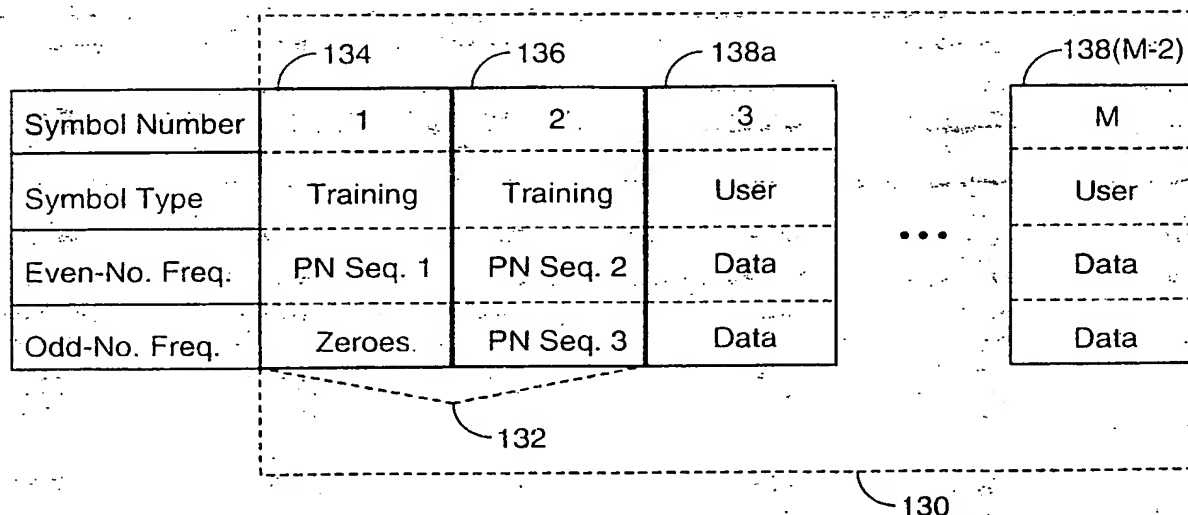 134 136 138a 138(M-2)
Symbol Number 1 2 3 M
Symbol Type Training Training User User
Even-No. Freq. PN Seq. 1 PN Seq. 2 Data ••• Data
Odd-No. Freq. Zeroes. PN Seq. 3 Data Data
132
130